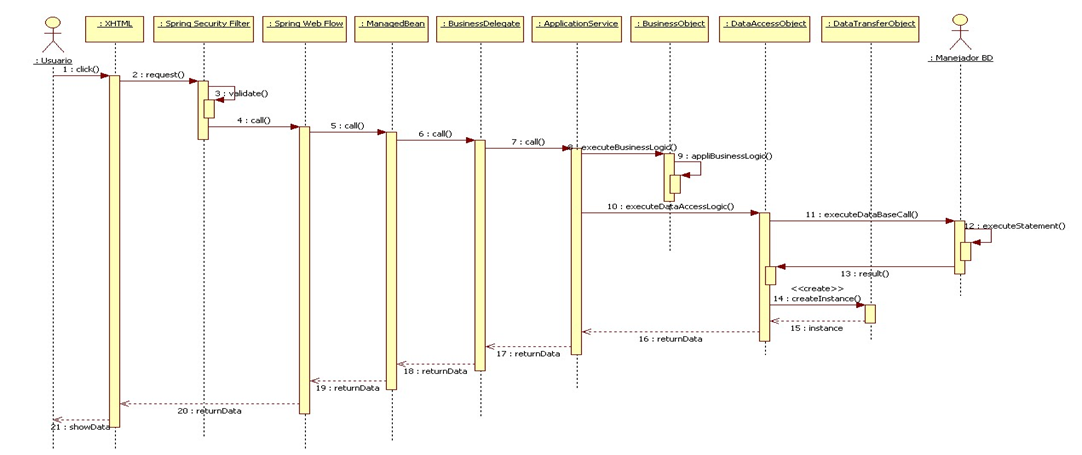 : XHTML
: Spring Security Filter
: Spring Web Flow
: ManagedBean
: BusinessDelegate
: ApplicationService
: BusinessObject
: DataAccessObject
: DataTransferObject
: Usuario
: Manejador BD
1 : click()
2 : request()
3 : validate()
4 : call()
5 : call()
6 : call()
7 : call()
8 : executeBusinessLogic()
9 : appliBusinessLogic()
10 : executeDataAccessLogic()
11 : executeDataBaseCall()
12 : executeStatement()
13 : result()
<<create>>
14 : createInstance()
15 : instance
16 : returnData
17 : returnData
18 : returnData
19 : returnData
20 : returnData
21 : showData